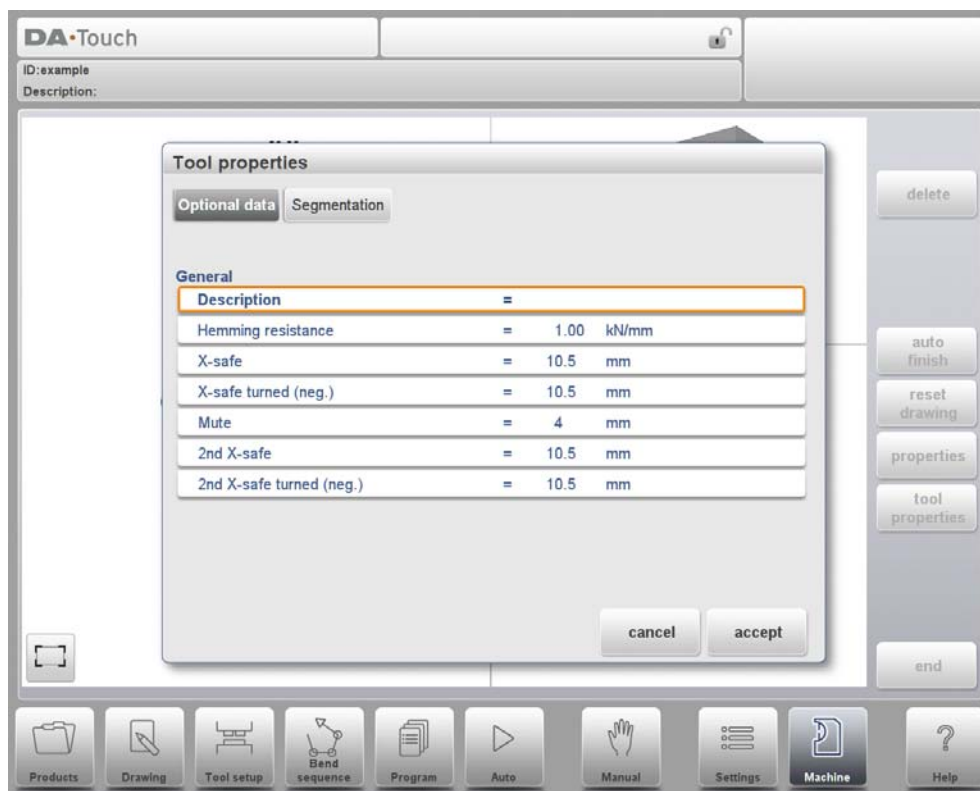 DA·Touch
ID:example
Description:
Tool properties
Optional data Segmentation
General
Description =
Hemming resistance = 1.00 kN/mm
X-safe = 10.5 mm
X-safe turned (neg.) = 10.5 mm
Mute = 4 mm
2nd X-safe = 10.5 mm
2nd X-safe turned (neg.) = 10.5 mm
cancel accept
delete
auto
finish
reset
drawing
properties
tool
properties
end
Products Drawing Tool setup Bend
sequence Program Auto Manual Settings Machine ? Help